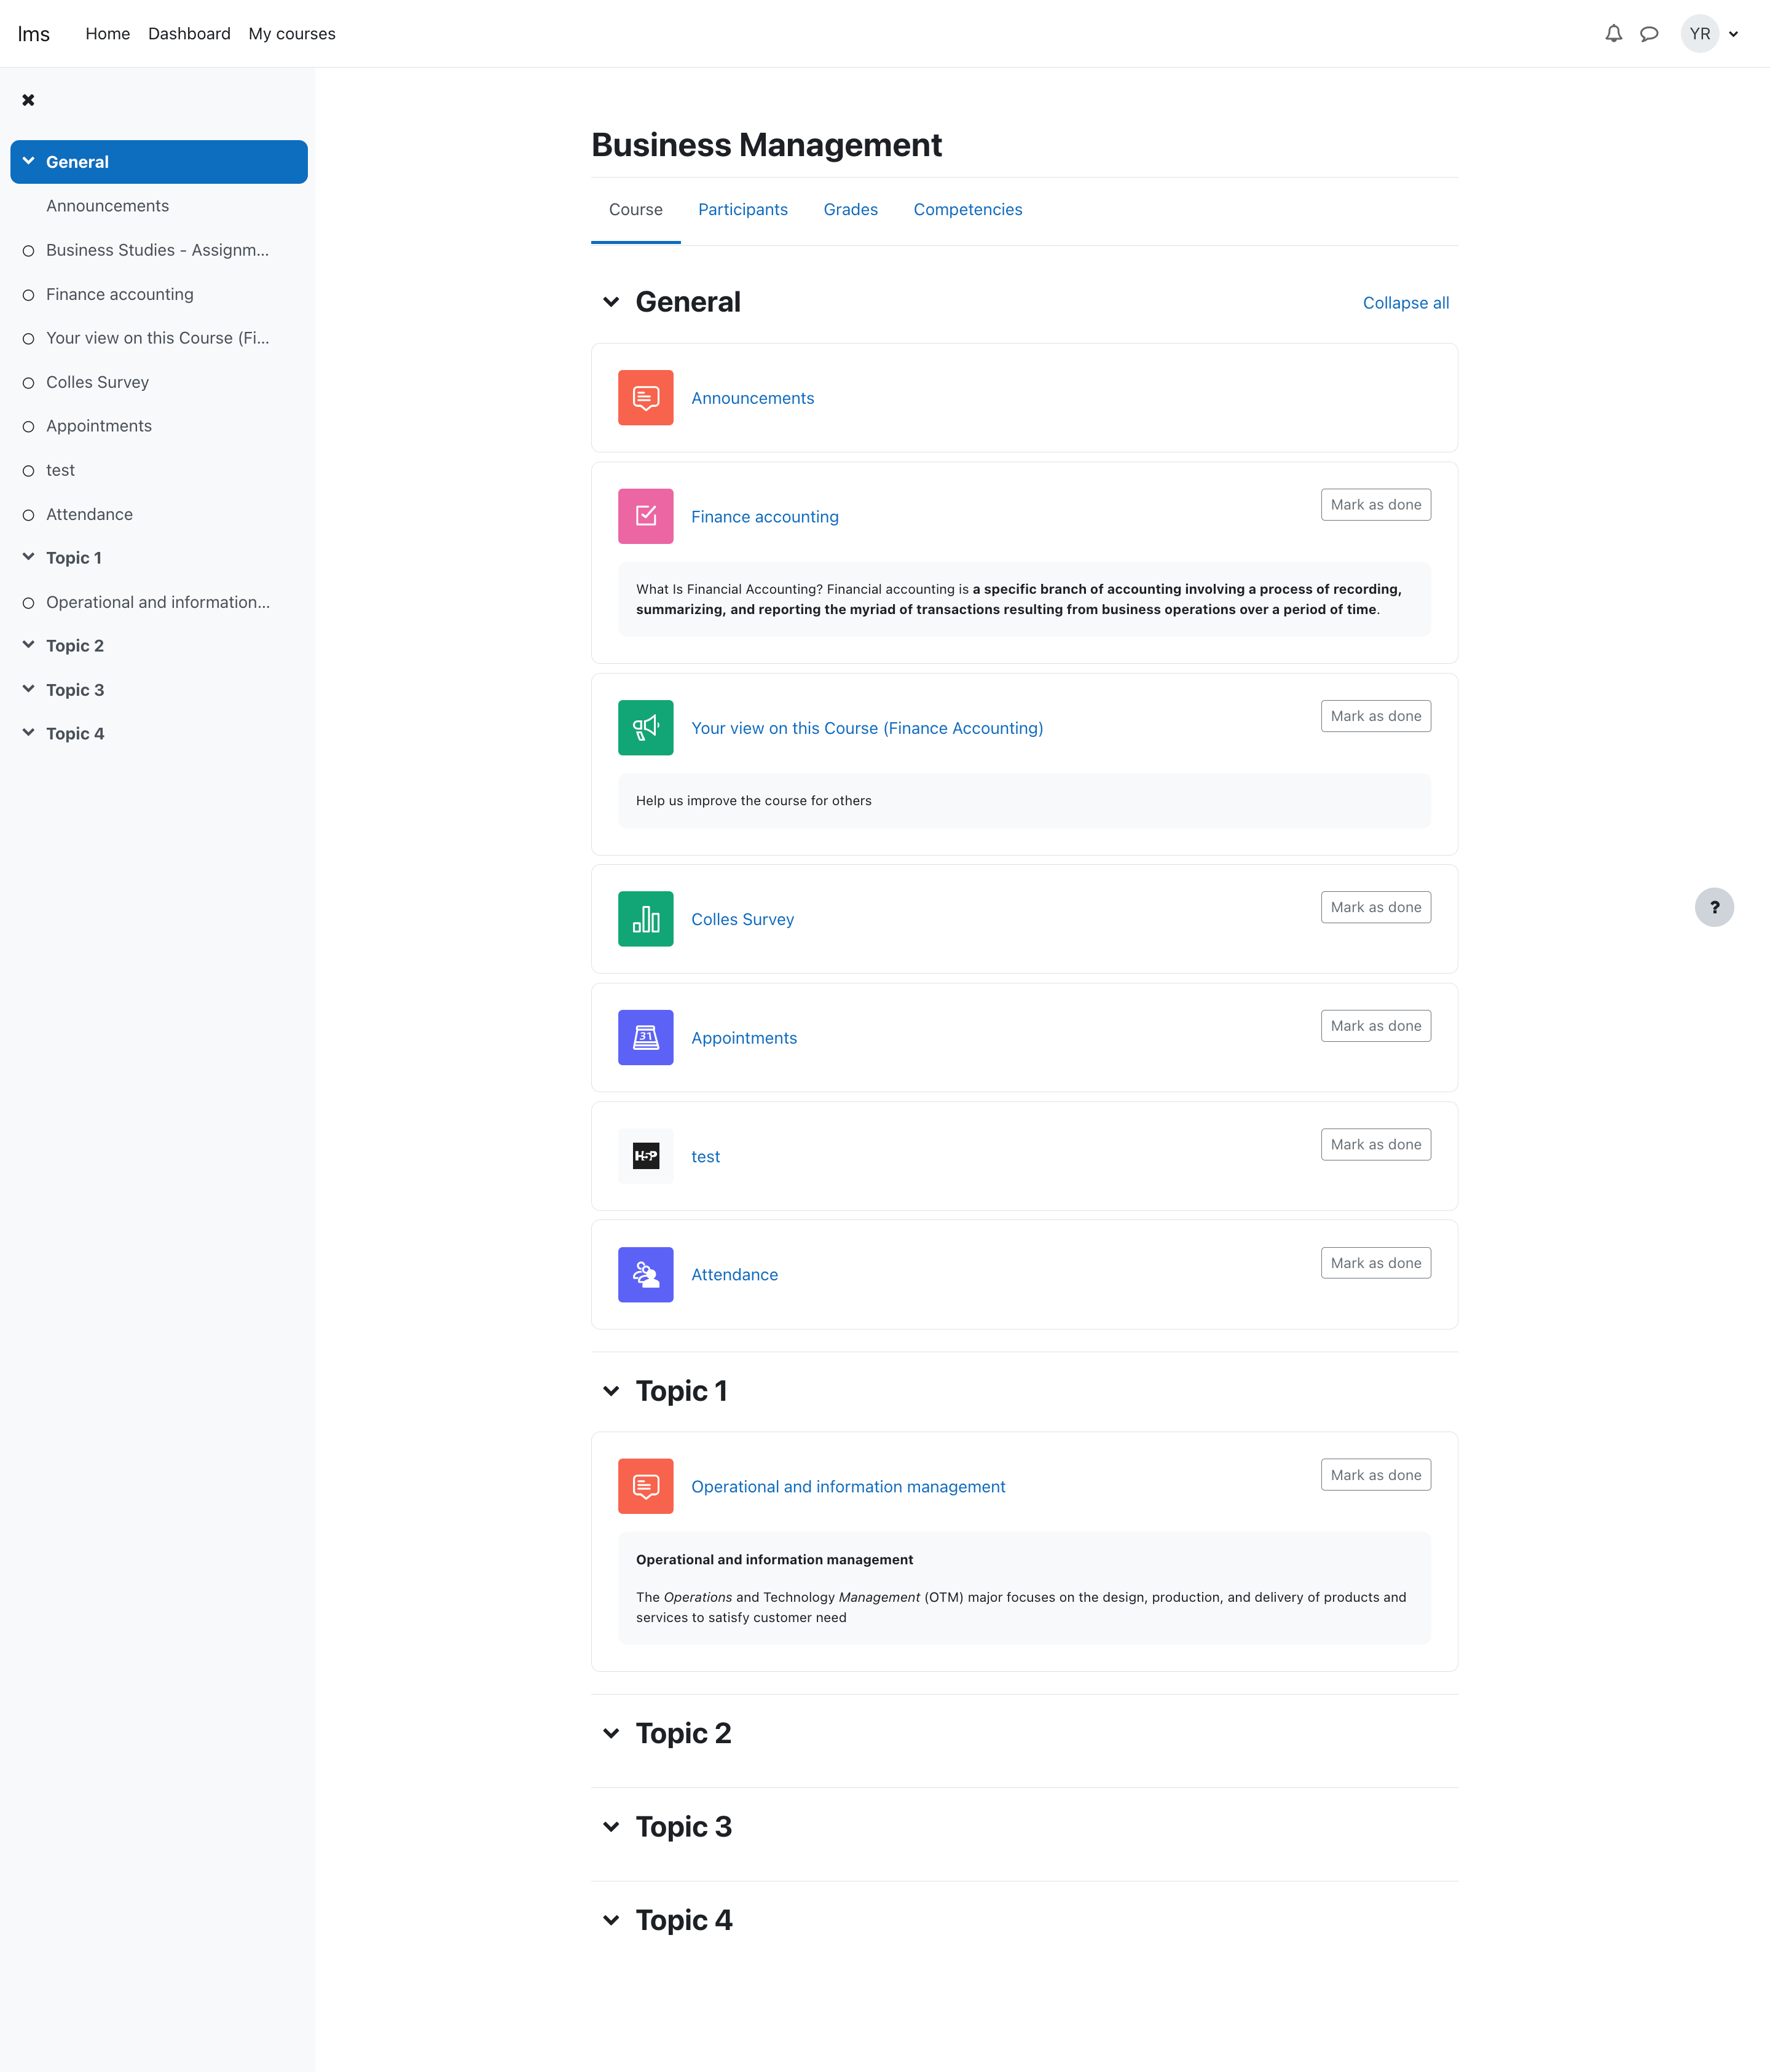 lms
Home
Dashboard
My courses
YR
General
Announcements
Business Studies - Assignm...
Finance accounting
Your view on this Course (Fi...
Colles Survey
Appointments
test
Attendance
Topic 1
Operational and information...
Topic 2
Topic 3
Topic 4
Business Management
Course
Participants
Grades
Competencies
General
Collapse all
Announcements
Finance accounting
Mark as done
What Is Financial Accounting? Financial accounting is a specific branch of accounting involving a process of recording,
summarizing, and reporting the myriad of transactions resulting from business operations over a period of time.
Your view on this Course (Finance Accounting)
Mark as done
Help us improve the course for others
Colles Survey
Mark as done
?
31
Appointments
Mark as done
H5P
test
Mark as done
Attendance
Mark as done
Topic 1
Operational and information management
Mark as done
Operational and information management
The Operations and Technology Management (OTM) major focuses on the design, production, and delivery of products and
services to satisfy customer need
Topic 2
Topic 3
Topic 4